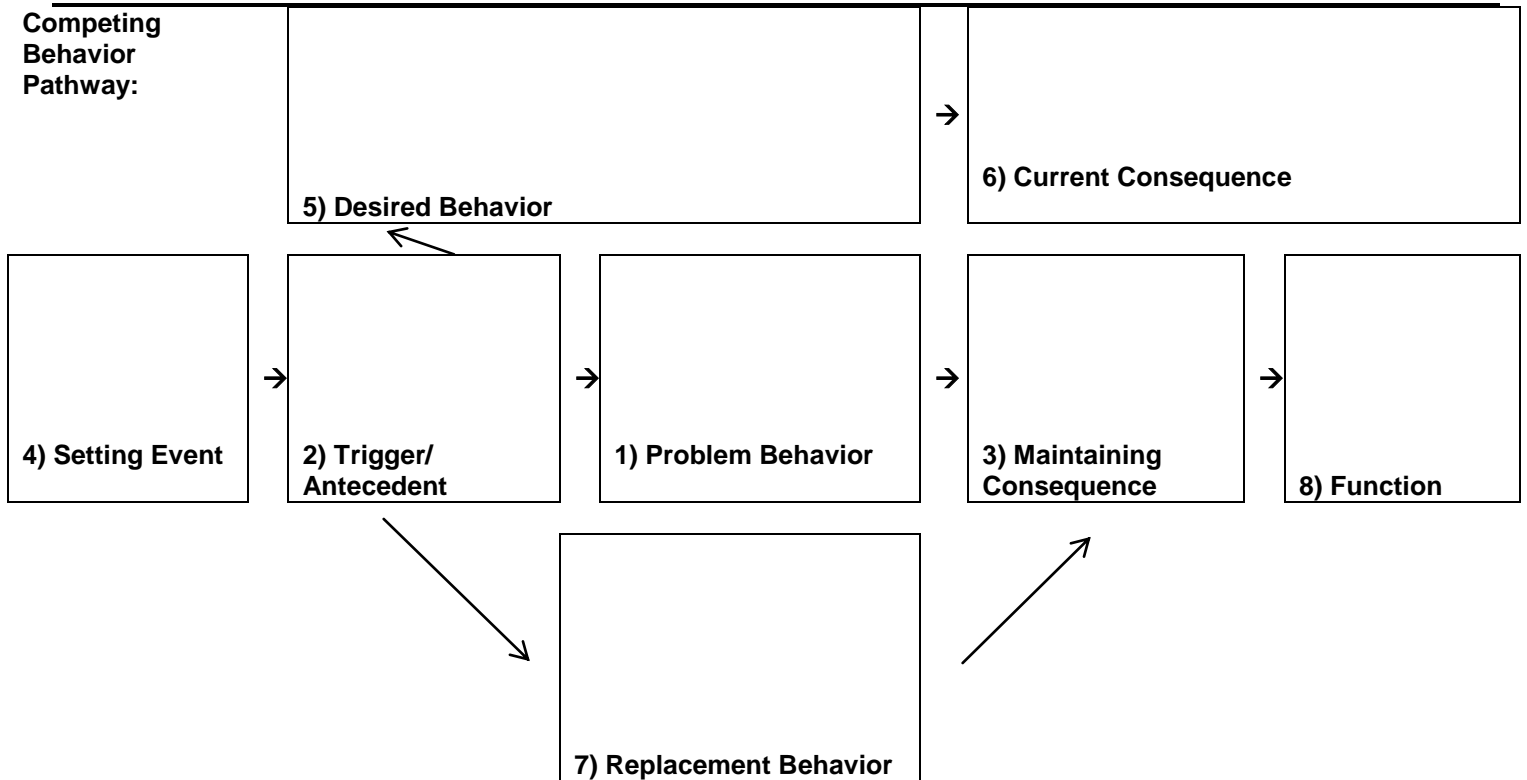 Competing
Behavior
Pathway:
5) Desired Behavior
→
6) Current Consequence
4) Setting Event
→
2) Trigger/
Antecedent
→
1) Problem Behavior
→
3) Maintaining
Consequence
→
8) Function
7) Replacement Behavior